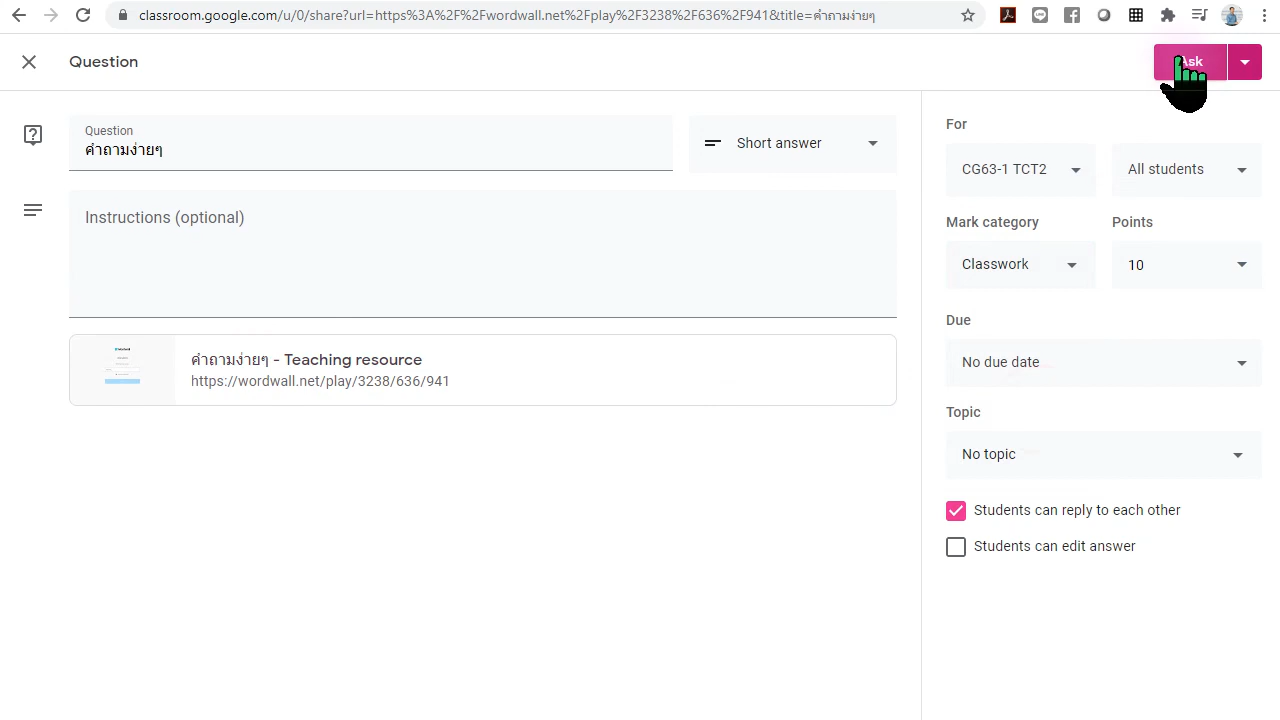 classroom.google.com/u/0/share?url=https%3A%2F%2Fwordwall.net%2Fplay%2F3238%2F636%2F941&title=คำถามง่ายๆ
Question
Ask
Question
คำถามง่ายๆ
Short answer
Instructions (optional)
คำถามง่ายๆ - Teaching resource
https://wordwall.net/play/3238/636/941
For
CG63-1 TCT2
All students
Mark category
Points
Classwork
10
Due
No due date
Topic
No topic
Students can reply to each other
Students can edit answer